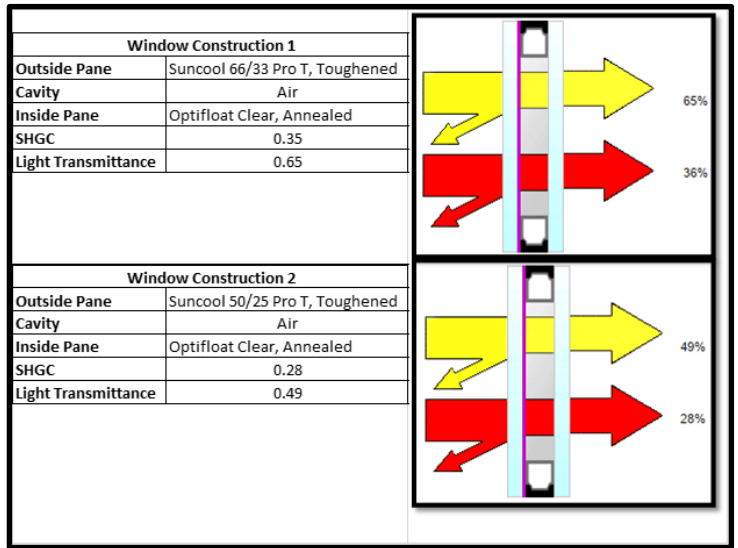 Window Construction 1
Outside Pane Suncool 66/33 Pro T, Toughened
Cavity Air
Inside Pane Optifloat Clear, Annealed
SHGC 0.35
Light Transmittance 0.65
65%
36%
Window Construction 2
Outside Pane Suncool 50/25 Pro T, Toughened
Cavity Air
Inside Pane Optifloat Clear, Annealed
SHGC 0.28
Light Transmittance 0.49
49%
28%